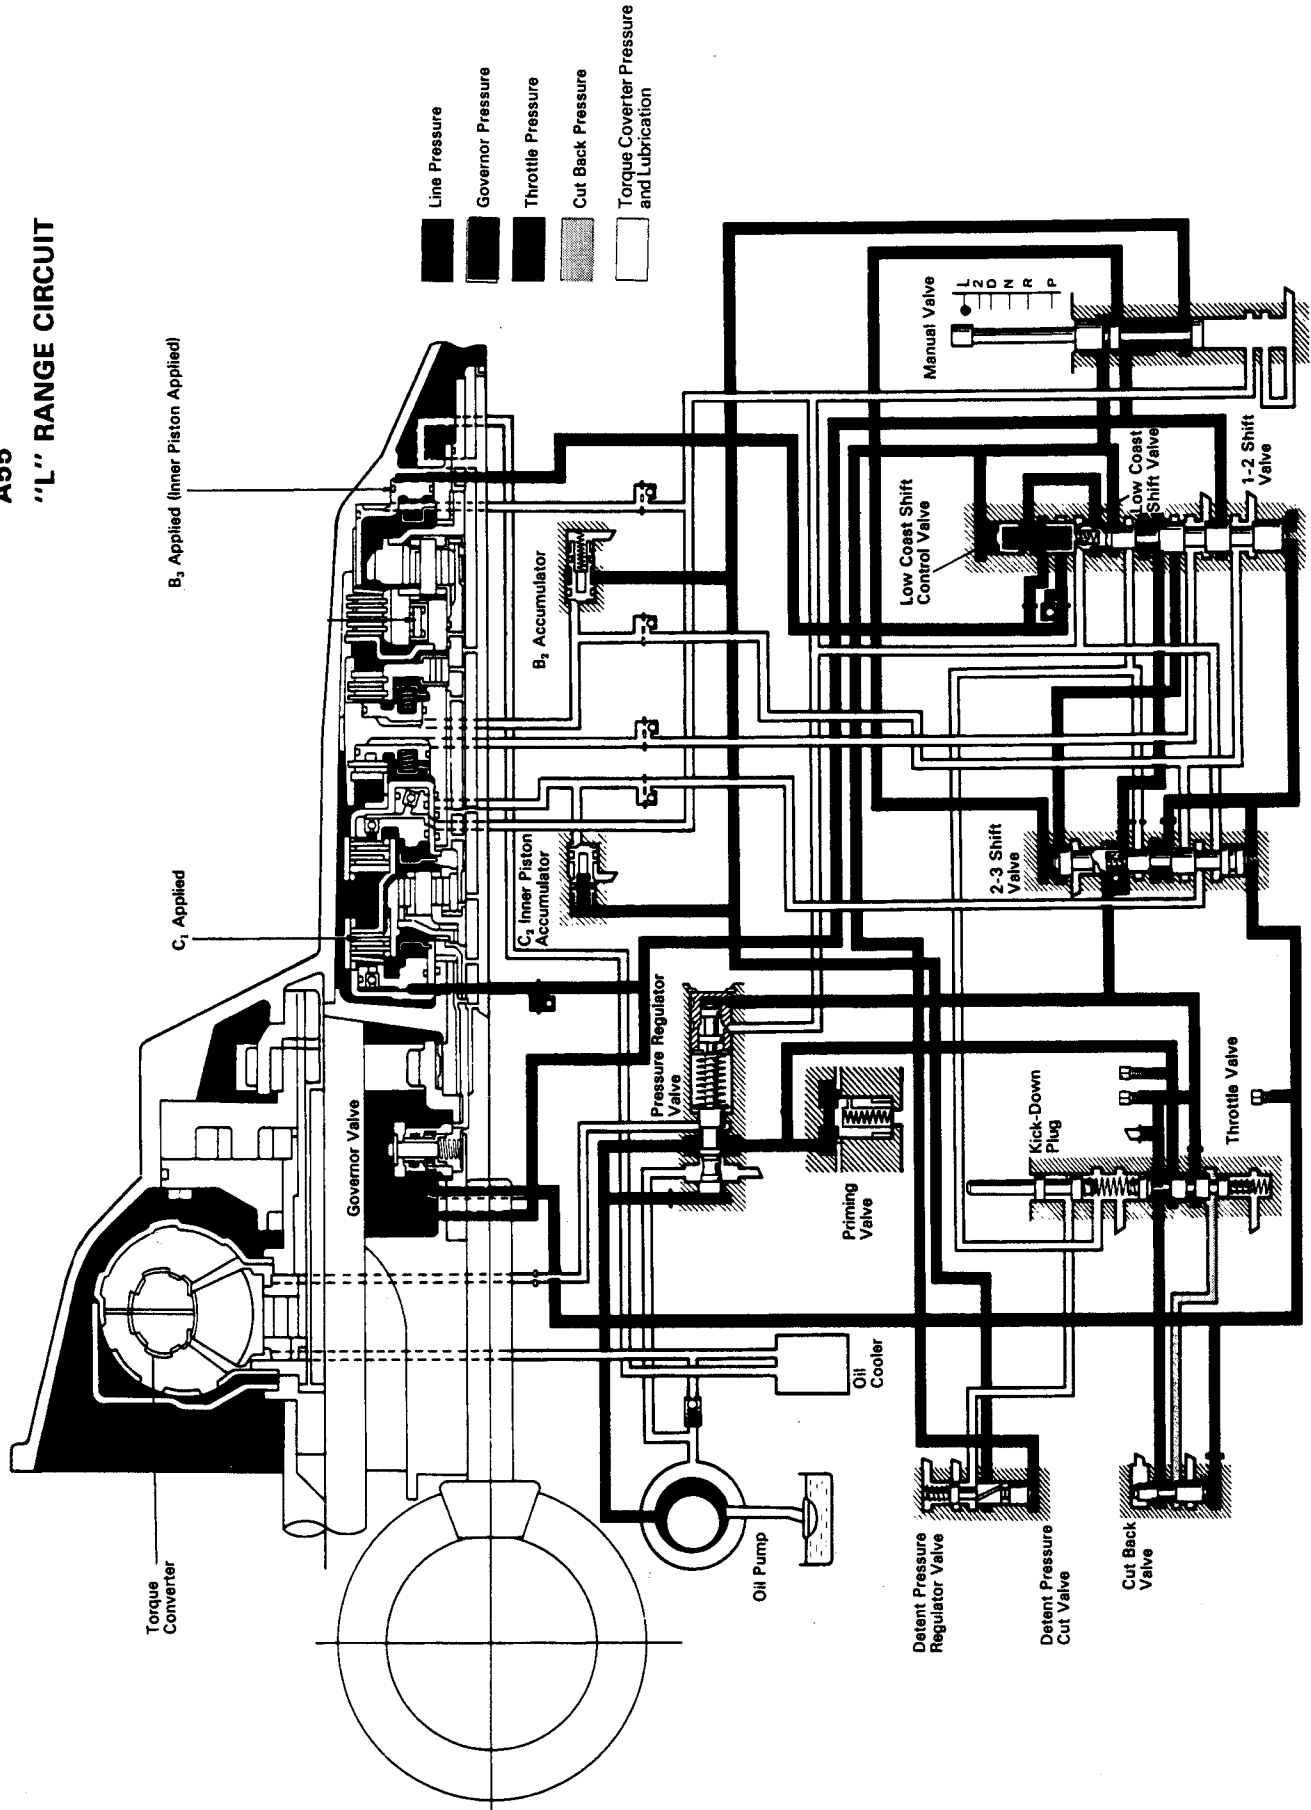 A55
"L" RANGE CIRCUIT
B₃ Applied (Inner Piston Applied)
C₁ Applied
Line Pressure
Governor Pressure
Throttle Pressure
Cut Back Pressure
Torque Coverter Pressure
and Lubrication
Torque
Converter
Governor Valve
B₂ Accumulator
C₂ Inner Piston
Accumulator
Pressure Regulator
Valve
Priming
Valve
Oil
Cooler
Oil Pump
Manual Valve
L
2
D
N
R
P
Low Coast Shift
Control Valve
Low Coast
Shift Valve
1-2 Shift
Valve
2-3 Shift
Valve
Kick-Down
Plug
Throttle Valve
Detent Pressure
Regulator Valve
Detent Pressure
Cut Valve
Cut Back
Valve